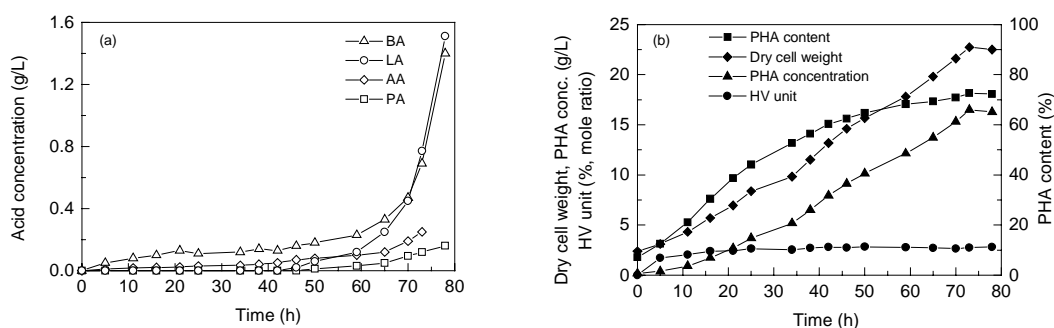 (a)
BA
LA
AA
PA
1.6
1.2
0.8
0.4
0.0
0 10 20 30 40 50 60 70 80
Time (h)
Acid concentration (g/L)
(b)
PHA content
Dry cell weight
PHA concentration
HV unit
25
20
15
10
5
0
100
80
60
40
20
0
0 10 20 30 40 50 60 70 80
Time (h)
Dry cell weight, PHA conc. (g/L)
HV unit (%, mole ratio)
PHA content (%)